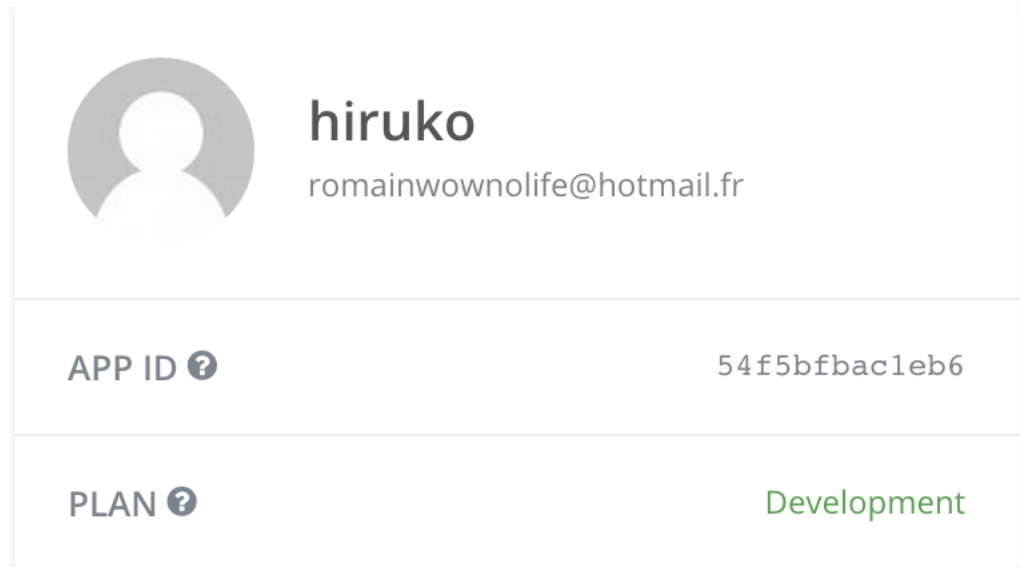 hiruko
romainwownolife@hotmail.fr
APP ID ?
54f5bfbac1eb6
PLAN ?
Development